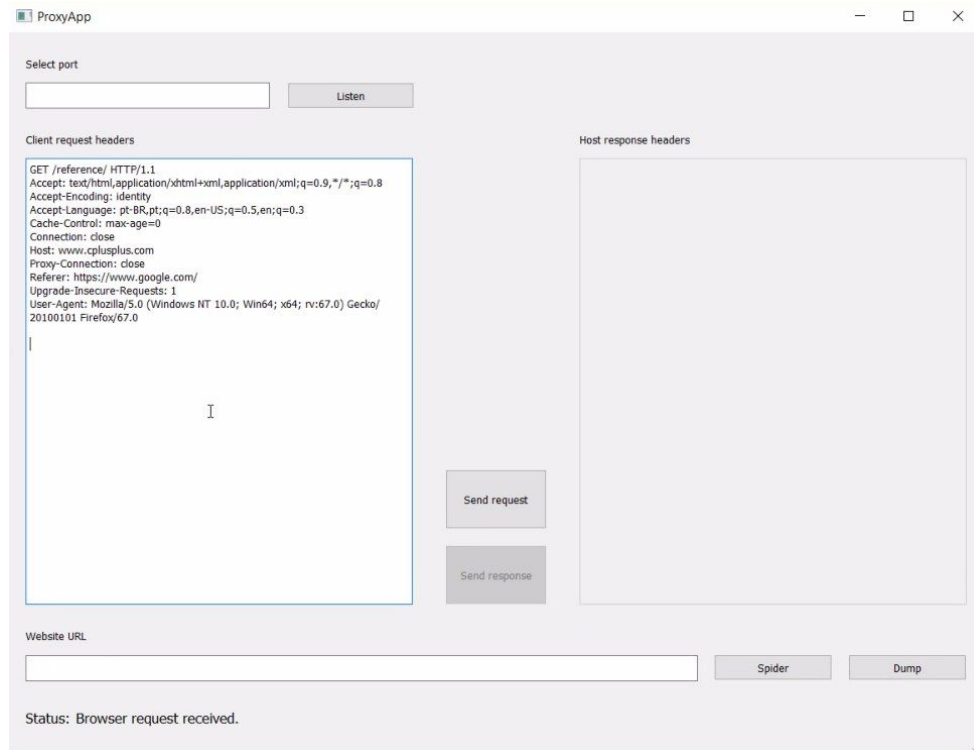 ProxyApp
Select port
Listen
Client request headers
Host response headers
GET /reference/ HTTP/1.1
Accept: text/html,application/xhtml+xml,application/xml;q=0.9,*/*;q=0.8
Accept-Encoding: identity
Accept-Language: pt-BR,pt;q=0.8,en-US;q=0.5,en;q=0.3
Cache-Control: max-age=0
Connection: close
Host: www.cplusplus.com
Proxy-Connection: close
Referer: https://www.google.com/
Upgrade-Insecure-Requests: 1
User-Agent: Mozilla/5.0 (Windows NT 10.0; Win64; x64; rv:67.0) Gecko/
20100101 Firefox/67.0
Send request
Send response
Website URL
Spider
Dump
Status: Browser request received.